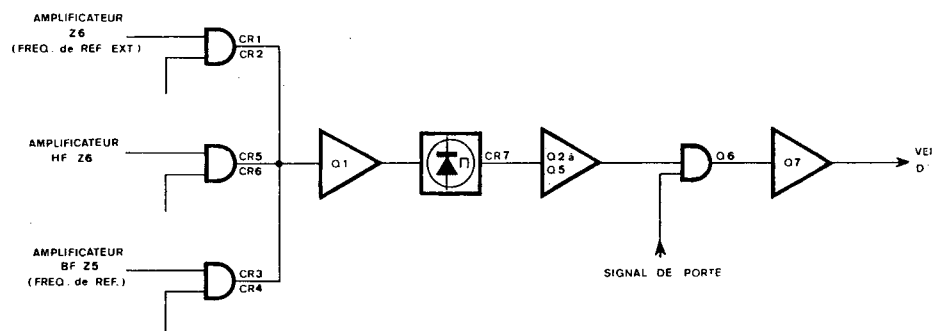 AMPLIFICATEUR
Z6
(FREQ. de REF EXT)
CR1
CR2
AMPLIFICATEUR
HF Z6
CR5
CR6
Q1
CR7
Q2 à
Q5
Q6
Q7
VE
D
AMPLIFICATEUR
BF Z5
(FREQ. de REF.)
CR3
CR4
SIGNAL DE PORTE